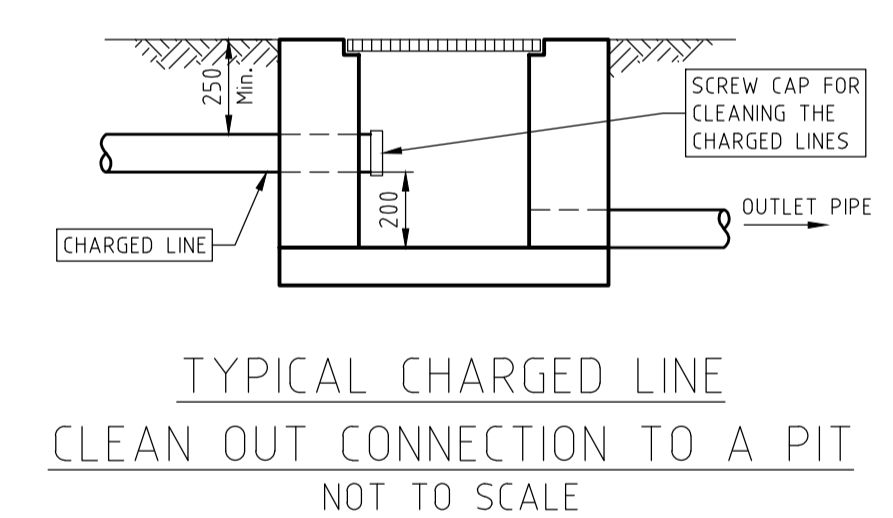 250
Min.
SCREW CAP FOR
CLEANING THE
CHARGED LINES
200
OUTLET PIPE
CHARGED LINE
TYPICAL CHARGED LINE
CLEAN OUT CONNECTION TO A PIT
NOT TO SCALE